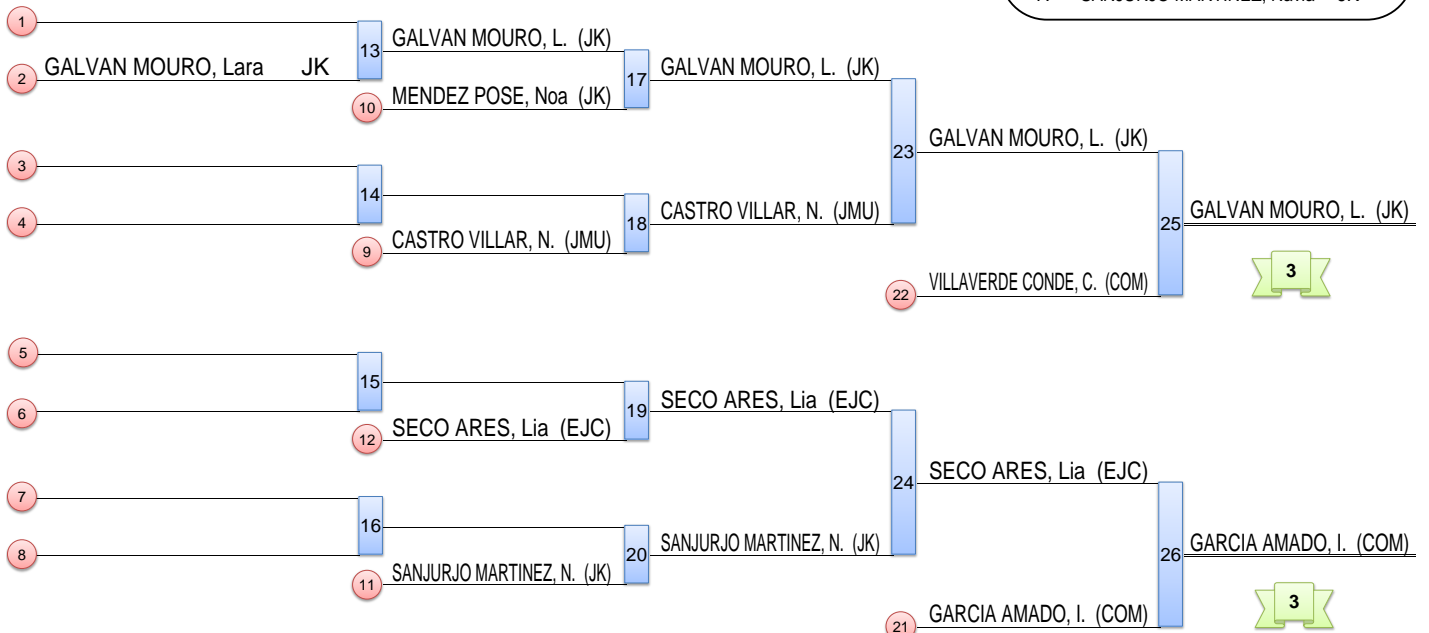 1
13 GALVAN MOURO, L. (JK)
2 GALVAN MOURO, Lara JK
17 GALVAN MOURO, L. (JK)
10 MENDEZ POSE, Noa (JK)
23 GALVAN MOURO, L. (JK)
3
14
4
18 CASTRO VILLAR, N. (JMU)
9 CASTRO VILLAR, N. (JMU)
25 GALVAN MOURO, L. (JK)
3
22 VILLAVERDE CONDE, C. (COM)
5
15
6
19 SECO ARES, Lia (EJC)
12 SECO ARES, Lia (EJC)
24 SECO ARES, Lia (EJC)
7
16
8
20 SANJURJO MARTINEZ, N. (JK)
11 SANJURJO MARTINEZ, N. (JK)
26 GARCIA AMADO, I. (COM)
3
21 GARCIA AMADO, I. (COM)